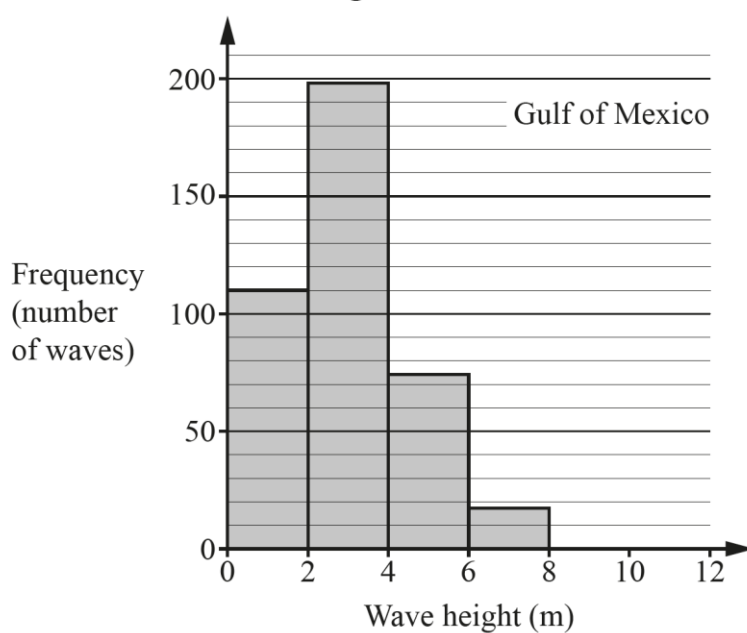 200
Gulf of Mexico
150
Frequency
(number
of waves)
100
50
0
0 2 4 6 8 10 12
Wave height (m)